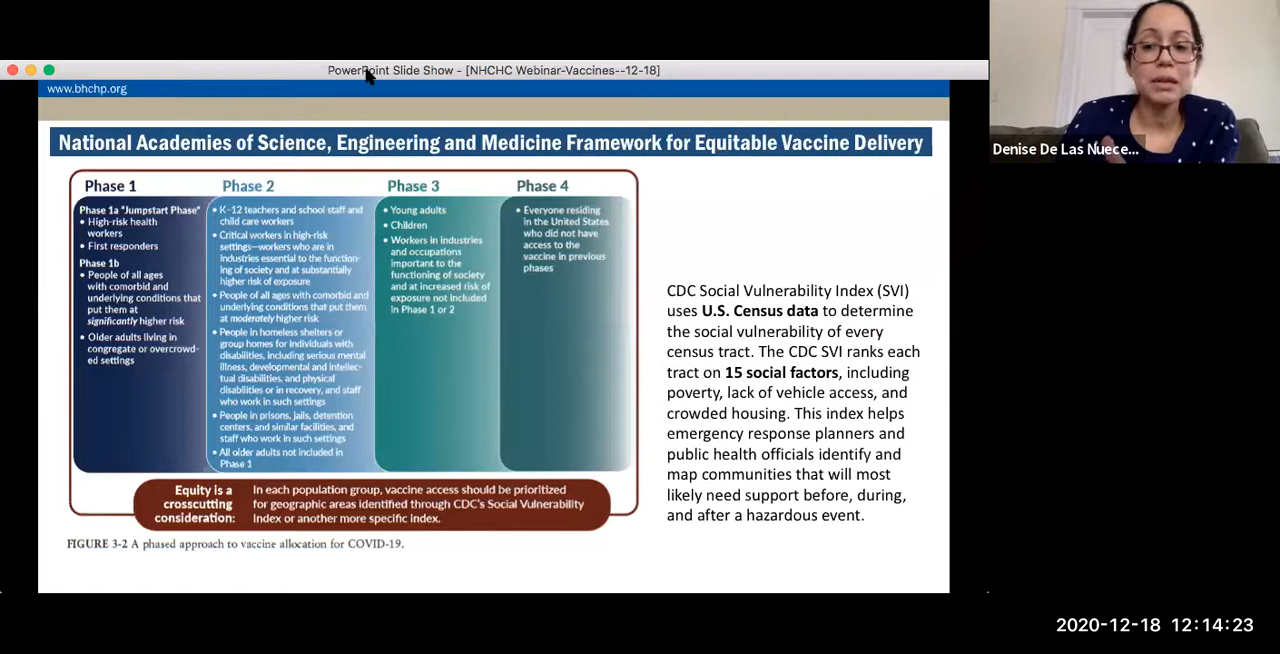 PowerPoint Slide Show - [NHCHC Webinar-Vaccines--12-18]
www.bhchp.org
National Academies of Science, Engineering and Medicine Framework for Equitable Vaccine Delivery
Phase 1
Phase 1a "Jumpstart Phase"
• High-risk health
workers
• First responders
Phase 1b
• People of all ages
with comorbid and
underlying conditions that
put them at
significantly higher risk
• Older adults living in
congregate or overcrowd-
ed settings
Phase 2
• K–12 teachers and school staff and
child care workers
• Critical workers in high-risk
settings—workers who are in
industries essential to the function-
ing of society and at substantially
higher risk of exposure
• People of all ages with comorbid and
underlying conditions that put them
at moderately higher risk
• People in homeless shelters or
group homes for individuals with
disabilities, including serious mental
illness, developmental and intellec-
tual disabilities, and physical
disabilities or in recovery, and staff
who work in such settings
• People in prisons, jails, detention
centers, and similar facilities, and
staff who work in such settings
• All older adults not included in
Phase 1
Phase 3
• Young adults
• Children
• Workers in industries
and occupations
important to the
functioning of society
and at increased risk of
exposure not included
in Phase 1 or 2
Phase 4
• Everyone residing
in the United States
who did not have
access to the
vaccine in previous
phases
Equity is a
crosscutting
consideration:
In each population group, vaccine access should be prioritized
for geographic areas identified through CDC's Social Vulnerability
Index or another more specific index.
FIGURE 3-2 A phased approach to vaccine allocation for COVID-19.
CDC Social Vulnerability Index (SVI)
uses U.S. Census data to determine
the social vulnerability of every
census tract. The CDC SVI ranks each
tract on 15 social factors, including
poverty, lack of vehicle access, and
crowded housing. This index helps
emergency response planners and
public health officials identify and
map communities that will most
likely need support before, during,
and after a hazardous event.
Denise De Las Nuece...
2020-12-18 12:14:23